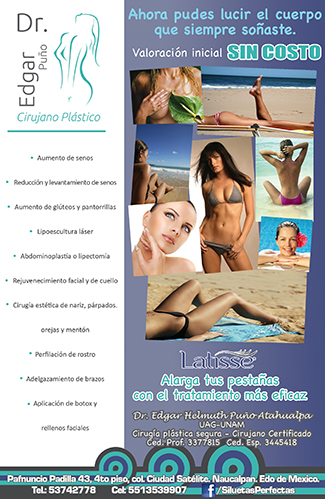 Dr.
Edgar
Puño
Cirujano Plástico
• Aumento de senos
• Reducción y levantamiento de senos
• Aumento de glúteos y pantorrillas
• Lipoescultura láser
• Abdominoplastía o lipectomía
• Rejuvenecimiento facial y de cuello
• Cirugía estética de nariz, párpados,
orejas y mentón
• Perfilación de rostro
• Adelgazamiento de brazos
• Aplicación de botox y
rellenos faciales
Ahora pudes lucir el cuerpo
que siempre soñaste.
Valoración inicial SIN COSTO
Latisse
Alarga tus pestañas
con el tratamiento más eficaz
Dr. Edgar Helmuth Puño Atahualpa
UAG-UNAM
Cirugía plástica segura - Cirujano Certificado
Ced. Prof. 3377815 Ced. Esp. 3445418
Pafnuncio Padilla 43, 4to piso, col. Ciudad Satélite, Naucalpan. Edo de Mexico.
Tel: 53742778 Cel: 5513539907 f/SiluetasPerfectas